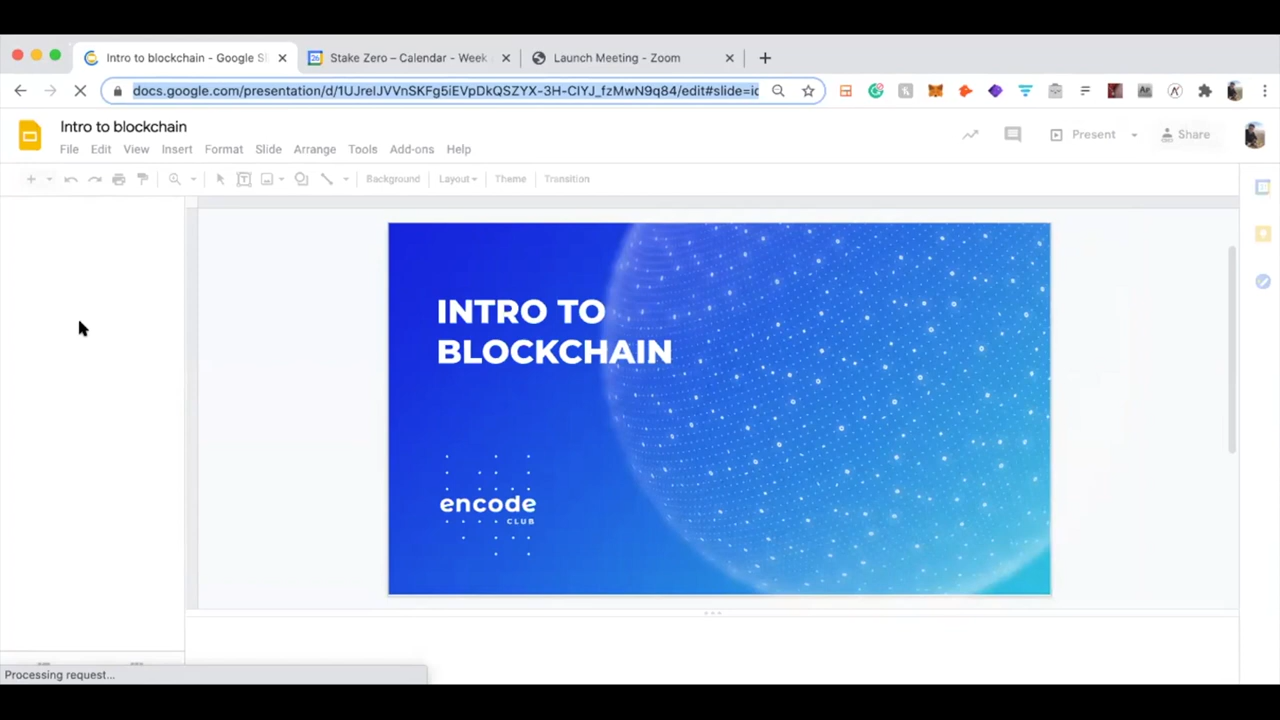 Intro to blockchain - Google Sl
Stake Zero – Calendar - Week
Launch Meeting - Zoom
docs.google.com/presentation/d/1UJreIJVVnSKFg5iEVpDkQSZYX-3H-CIYJ_fzMwN9q84/edit#slide=id
Intro to blockchain
Present
Share
File Edit View Insert Format Slide Arrange Tools Add-ons Help
Background Layout Theme Transition
INTRO TO
BLOCKCHAIN
encode
CLUB
Processing request...